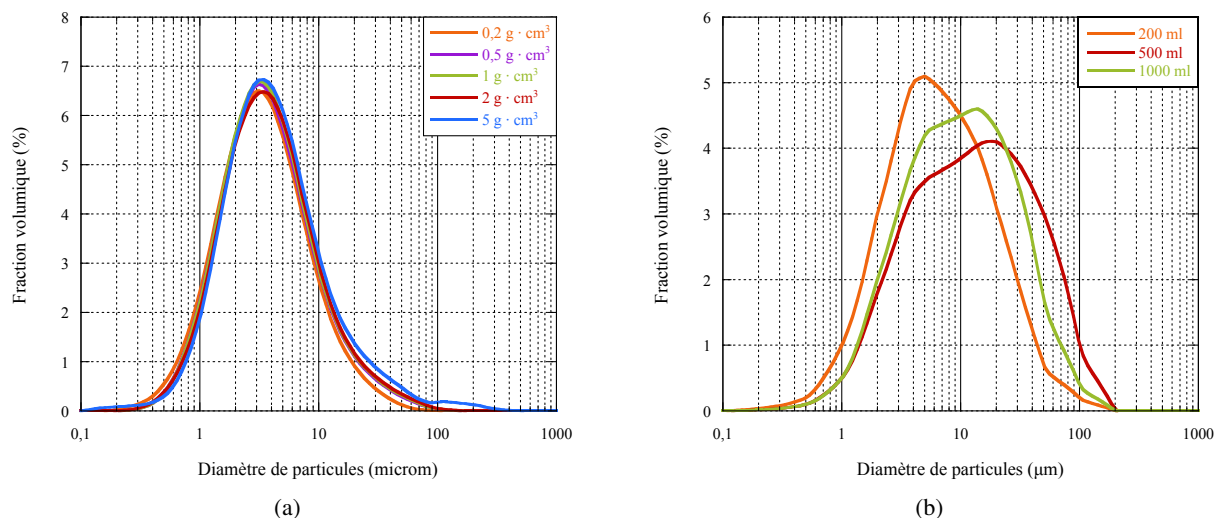 8
7
6
5
4
3
2
1
0
Fraction volumique (%)
0,2 g · cm³
0,5 g · cm³
1 g · cm³
2 g · cm³
5 g · cm³
0,1 1 10 100 1000
Diamètre de particules (microm)
(a)
6
5
4
3
2
1
0
Fraction volumique (%)
200 ml
500 ml
1000 ml
0,1 1 10 100 1000
Diamètre de particules (μm)
(b)